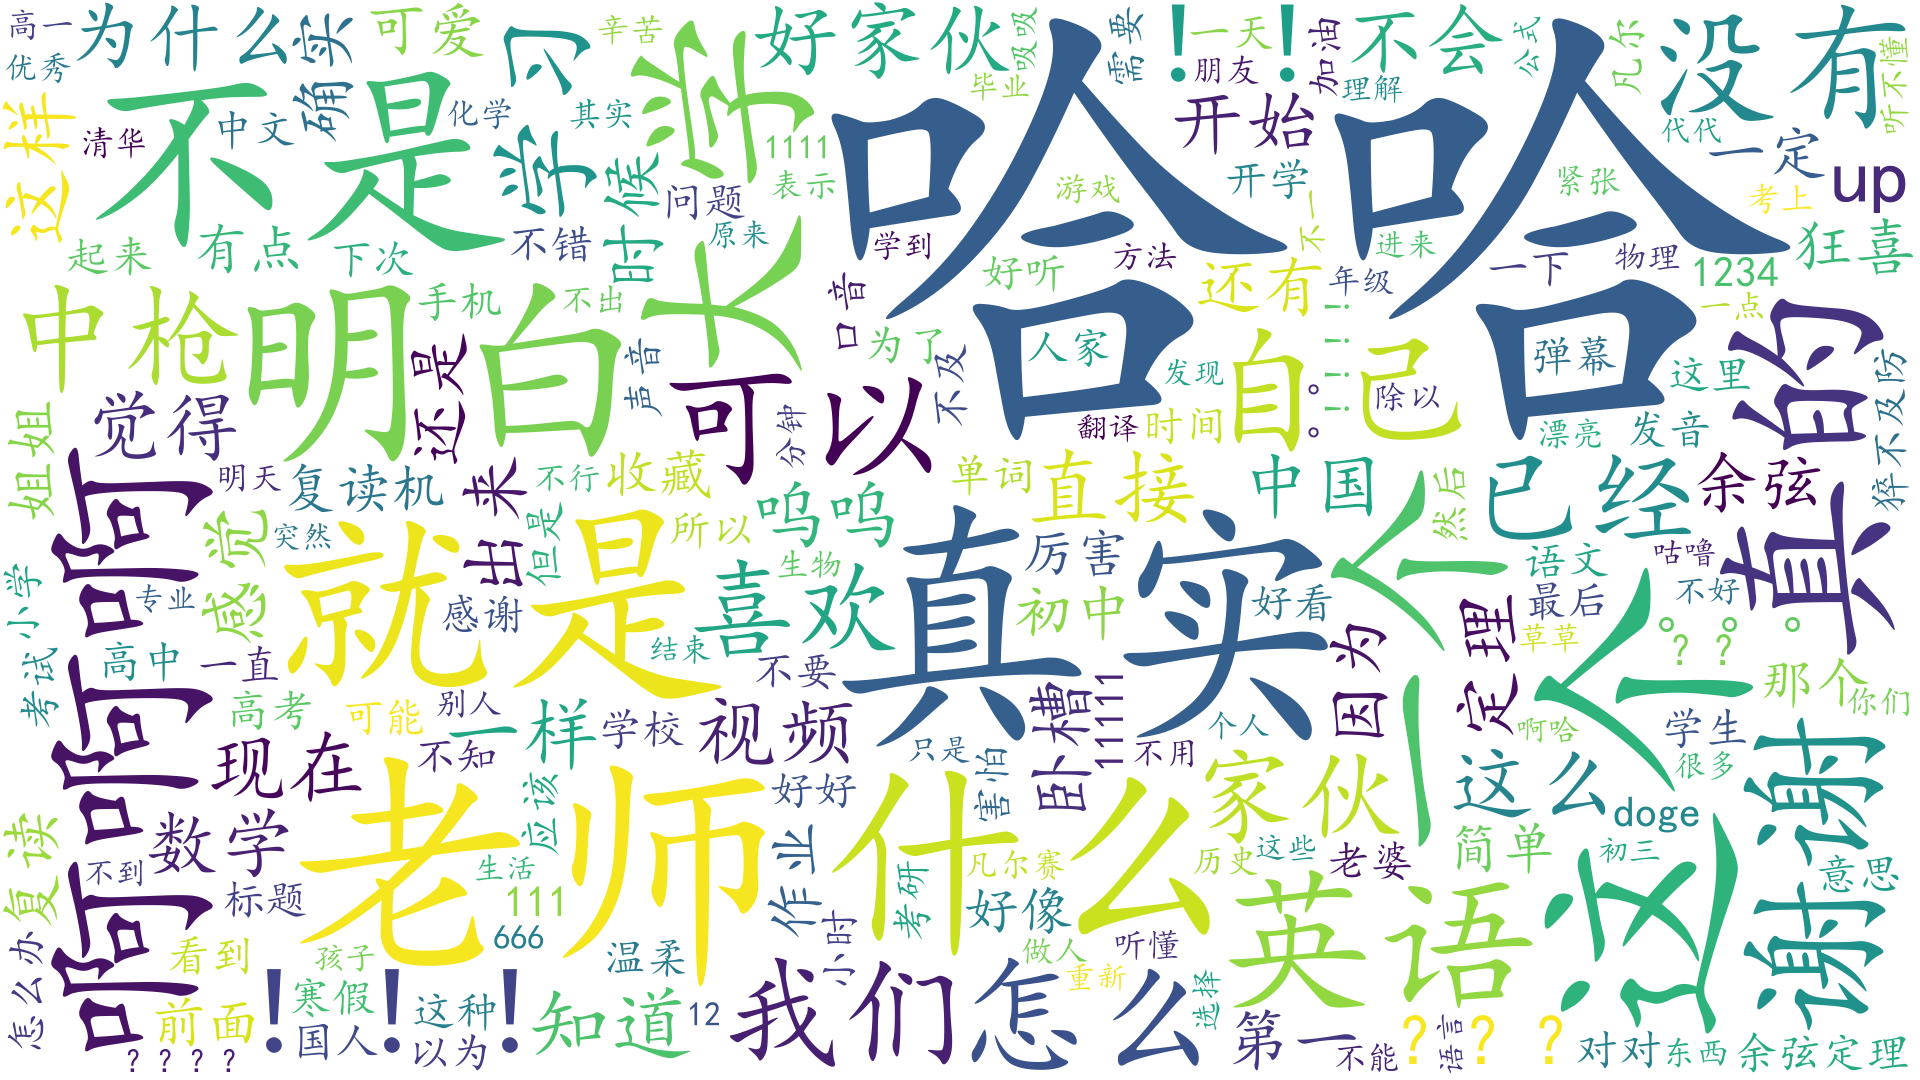 高一
为什么
确实
可爱
习
辛苦
好家伙
吸吸
哈哈
需要
!一天!
加油
不会
公式
凡尔
没有
听不懂
优秀
不是
学
毕业
朋友
理解
开始
这样
清华
中文
化学
其实
学
1111
表示
代代
一定
up
时候
问题
游戏
开学
紧张
考上
起来
有点
下次
不错
原来
学到
好听
方法
不一
进来
一下
物理
狂喜
中枪
明白
手机
不出
大
口音
还有
年级
1234
一点
还是
声音
为了
人家
自己
弹幕
真的
可以
不及
发现
这里
猝不及防
姐姐
觉得
分钟
翻译
时间
除以
漂亮
发音
明天
复读机
出来
不行
收藏
呜呜
单词
直接
中国
然后
已经
余弦
啊啊啊啊
感觉
突然
就是
但是
所以
真实
厉害
一个
语文
咕噜
考试
小学
专业
感谢
喜欢
生物
初中
好看
最后
不好
。。。
高中
一直
结束
不要
因为
定理
草草
??
那个
你们
高考
可能
别人
一样
学校
视频
卧槽
11111
个人
啊哈
学生
谢谢
现在
不知
只是
不用
害怕
很多
老师
什么
应该
好好
家伙
这么
doge
复读
数学
作业
考研
凡尔赛
历史
这些
老婆
简单
初三
这个
意思
不到
标题
生活
111
好像
英语
怎么办
看到
孩子
666
温柔
小时
做人
听懂
前面
!!!
寒假
这种
知道
12
我们
怎么
重新
选择
第一
????
国人
以为
不能
???
语言
对对
东西
余弦定理